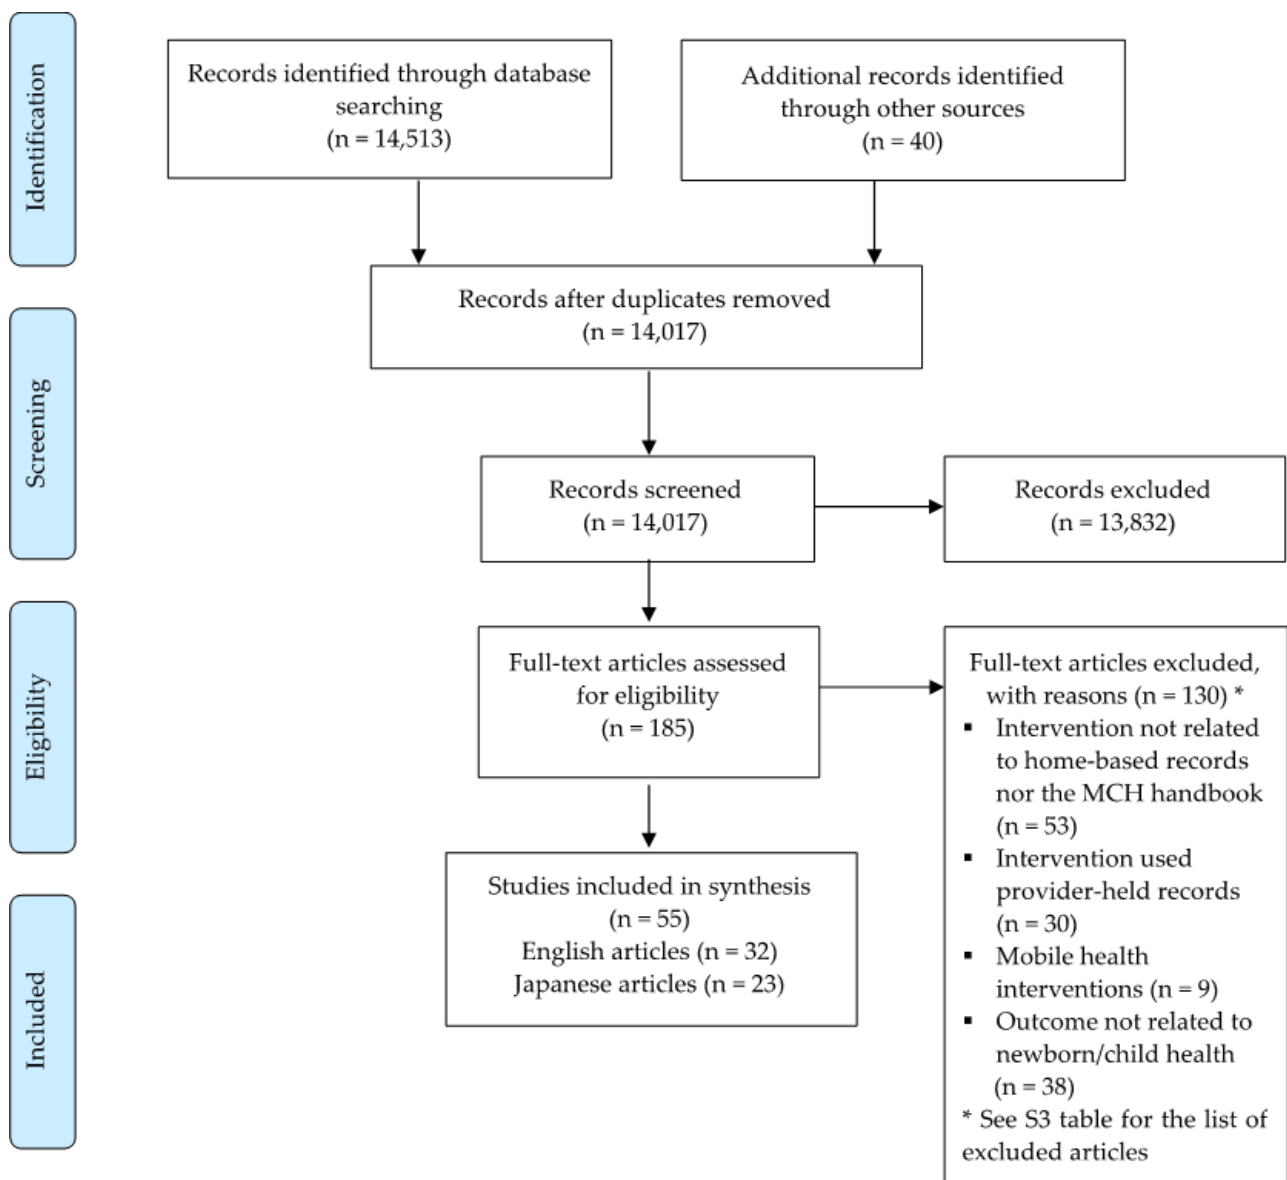 Identification
Records identified through database
searching
(n = 14,513)
Additional records identified
through other sources
(n = 40)
Records after duplicates removed
(n = 14,017)
Screening
Records screened
(n = 14,017)
Records excluded
(n = 13,832)
Eligibility
Full-text articles assessed
for eligibility
(n = 185)
Full-text articles excluded,
with reasons (n = 130) *
▪ Intervention not related
to home-based records
nor the MCH handbook
(n = 53)
▪ Intervention used
provider-held records
(n = 30)
▪ Mobile health
interventions (n = 9)
▪ Outcome not related to
newborn/child health
(n = 38)
* See S3 table for the list of
excluded articles
Included
Studies included in synthesis
(n = 55)
English articles (n = 32)
Japanese articles (n = 23)